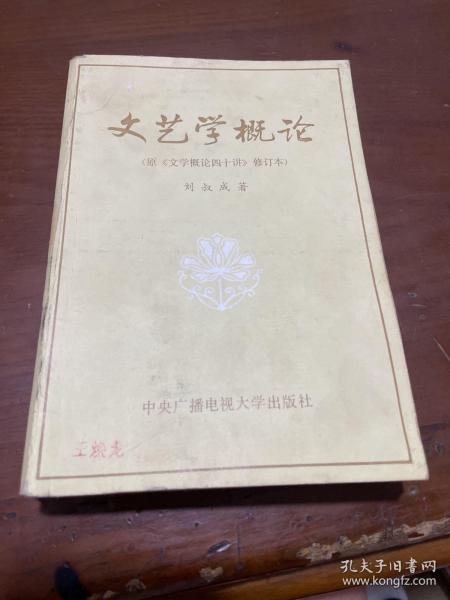 文艺学概论
(原《文学概论四十讲》修订本)
刘叔成著
中央广播电视大学出版社
孔夫子旧书网
www.kongfz.com